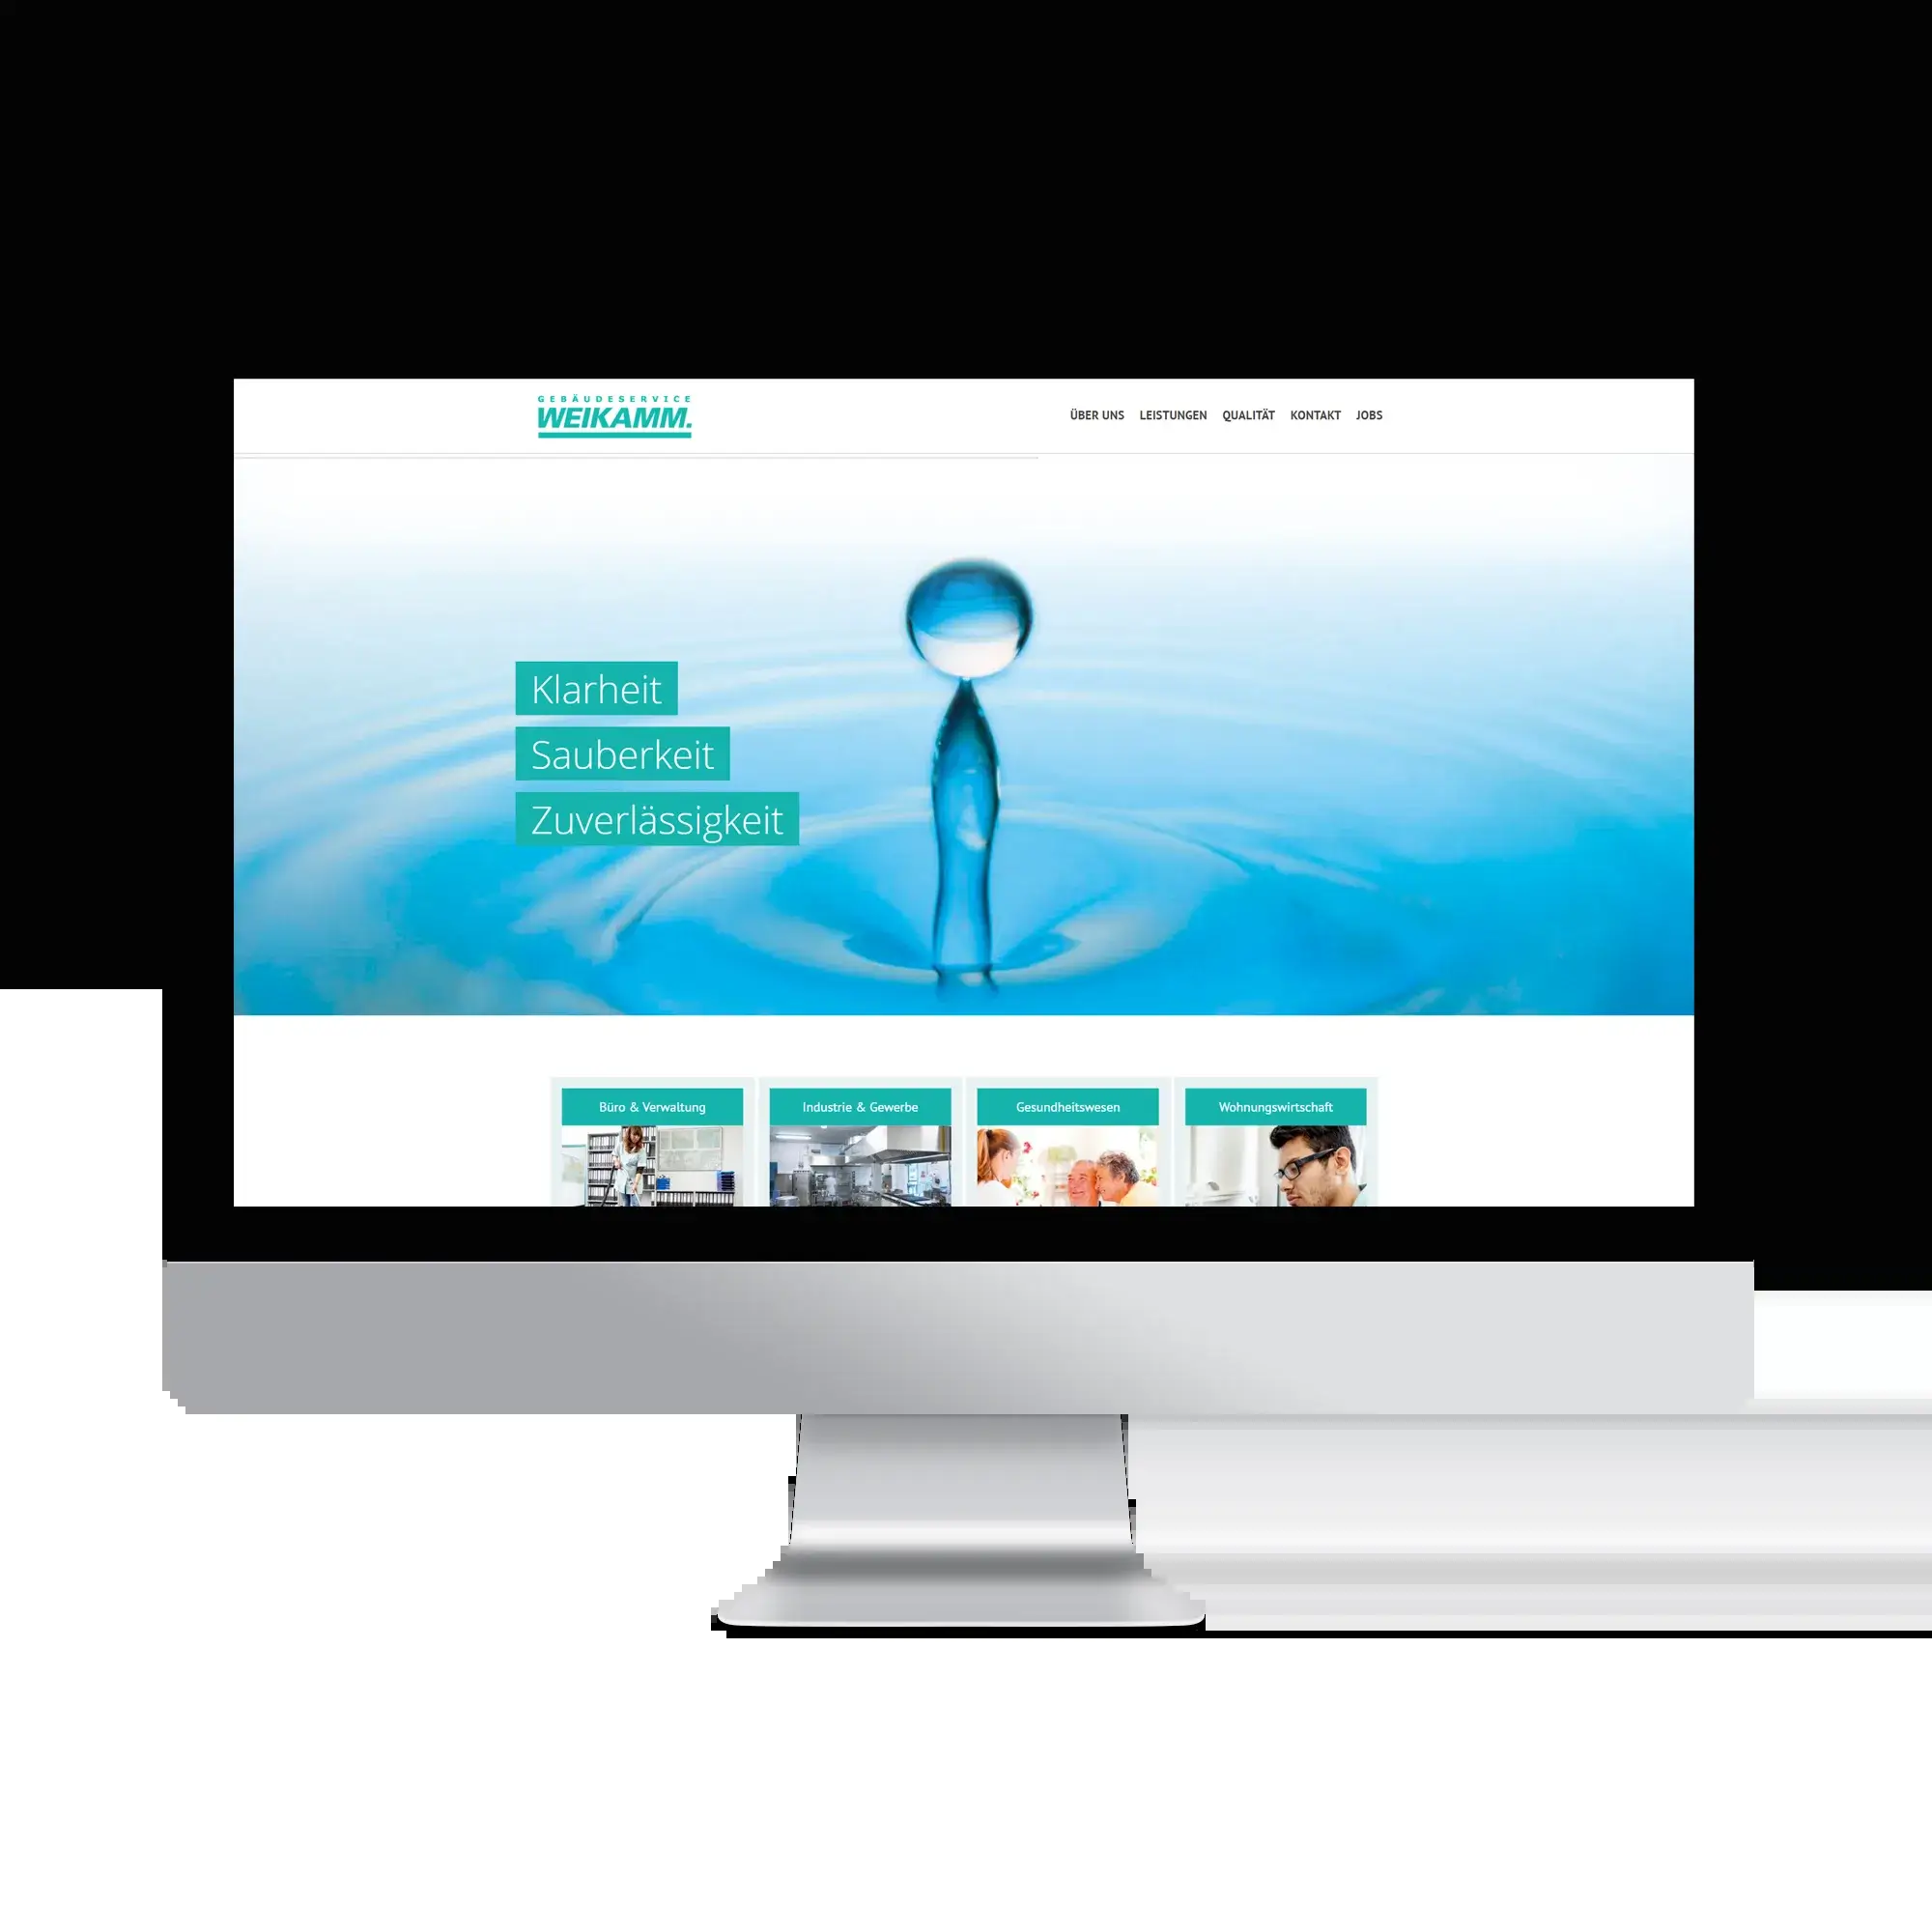 GEBÄUDESERVICE
WEIKAMM.
ÜBER UNS LEISTUNGEN QUALITÄT KONTAKT JOBS
Klarheit
Sauberkeit
Zuverlässigkeit
Büro & Verwaltung Industrie & Gewerbe Gesundheitswesen Wohnungswirtschaft